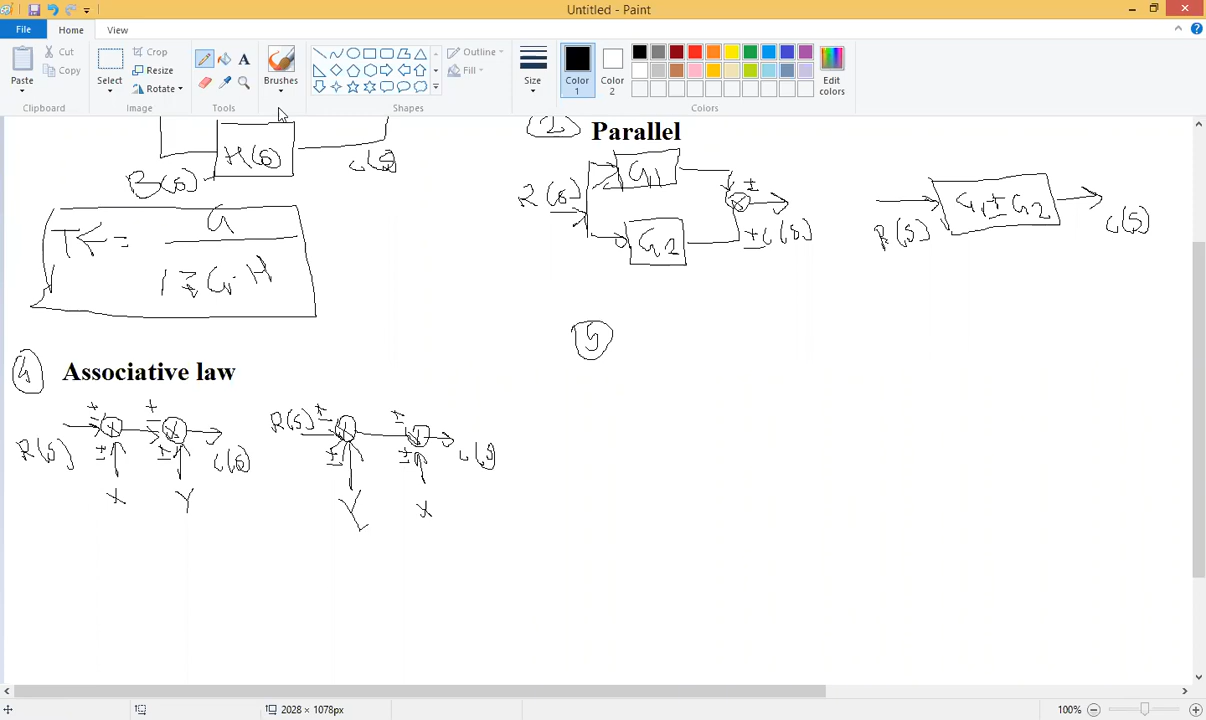 Untitled - Paint
File
Home
View
Paste
Cut
Copy
Clipboard
Select
Crop
Resize
Rotate
Image
A
Tools
Brushes
Outline
Fill
Shapes
Size
Color 1
Color 2
Edit colors
Colors
H(s)
B(s)
C(s)
T = G
1 ∓ G·H
2 Parallel
R(s)
G1
G2
±
± C(s)
R(s)
G1 ± G2
C(s)
4 Associative law
R(s) ± ± ± ± C(s)
X Y
R(s) ± ± ± ± C(s)
Y X
5
2028 × 1078px
100%